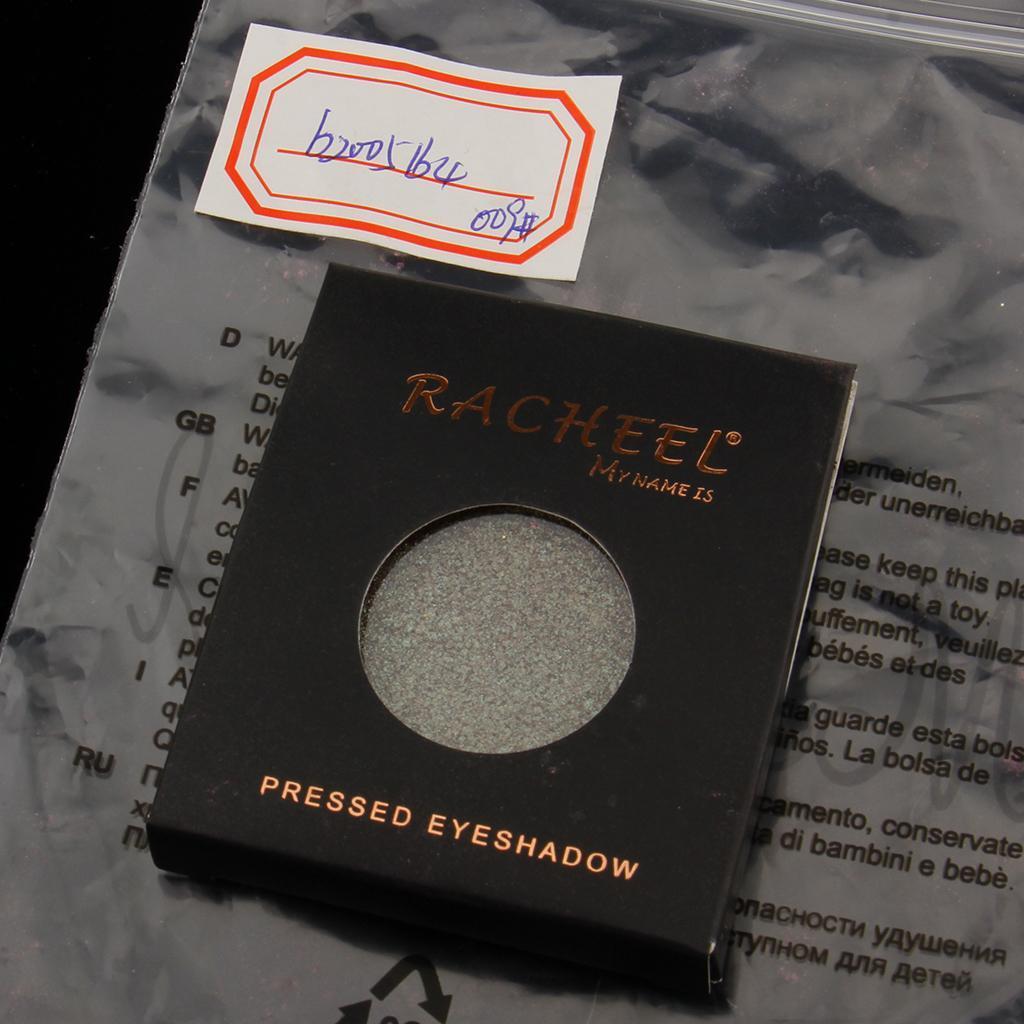 b2005164
009#
RACHEEL®
MY NAME IS
PRESSED EYESHADOW
D
GB
F
E
I
RU
ermeiden,
der unerreichba
ease keep this pla
ag is not a toy.
uffement, veuillez
bébés et des
guarde esta bols
iños. La bolsa de
camento, conservate
di bambini e bebè.
опасности удушения
ступном для детей